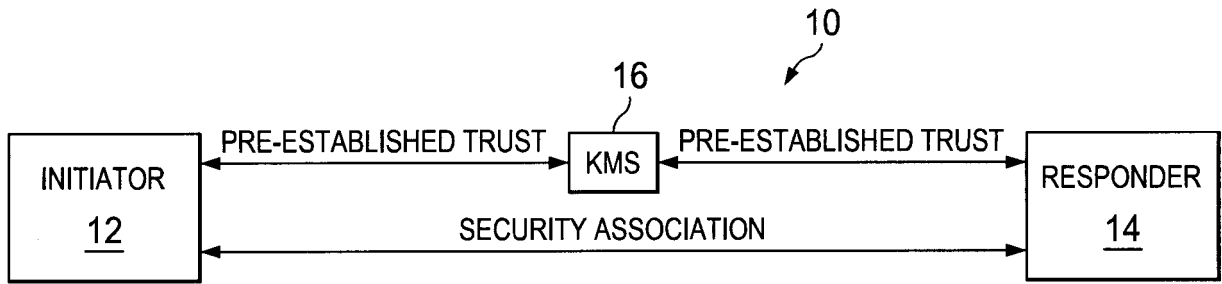 10
16
PRE-ESTABLISHED TRUST
PRE-ESTABLISHED TRUST
INITIATOR
12
KMS
RESPONDER
14
SECURITY ASSOCIATION